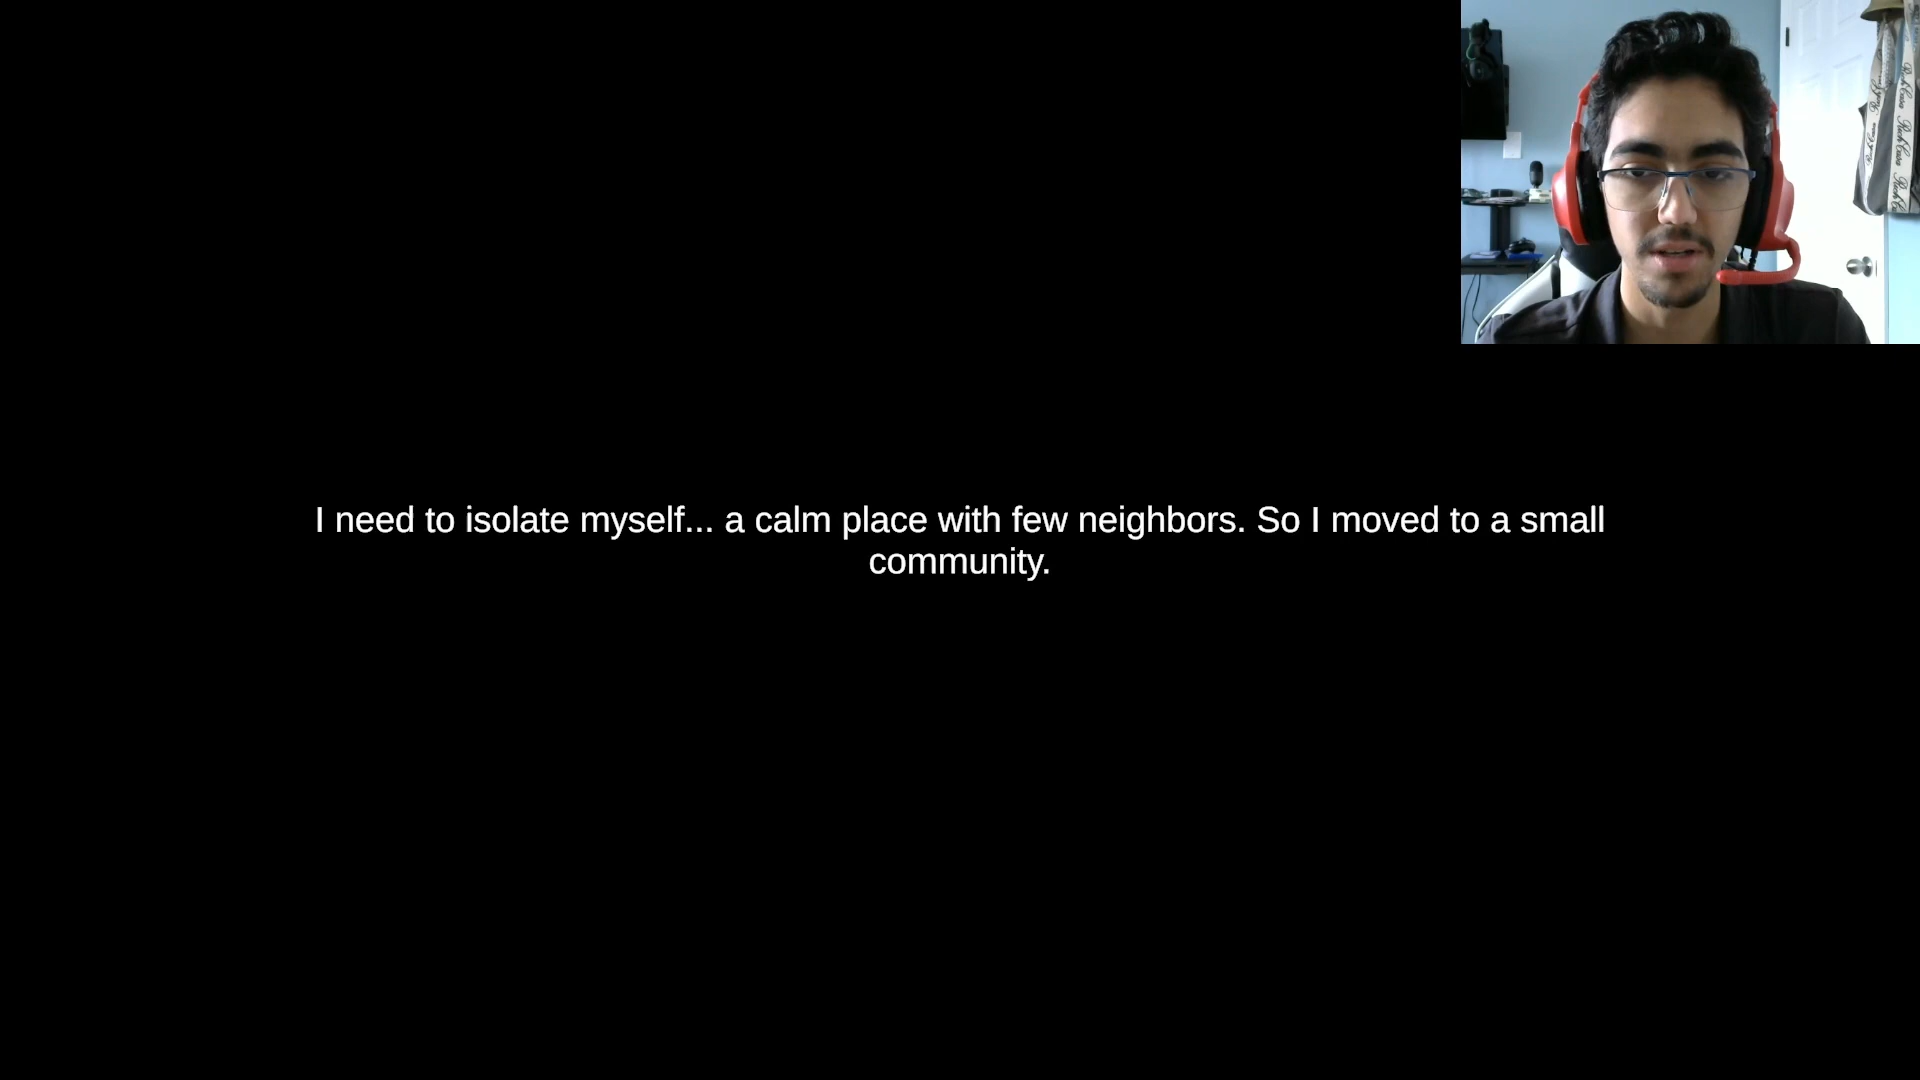 I need to isolate myself... a calm place with few neighbors. So I moved to a small
community.